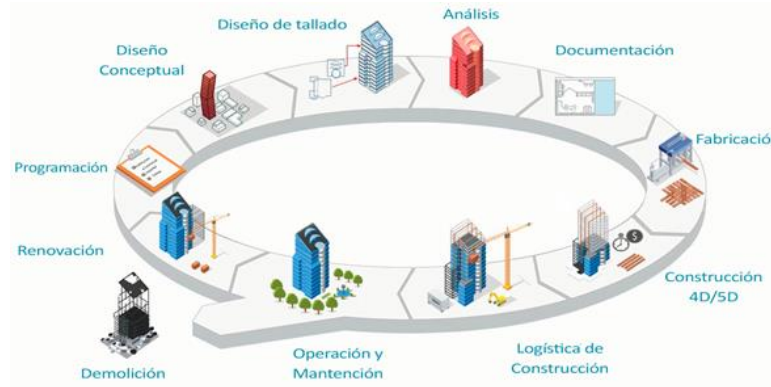 Diseño de tallado
Análisis
Diseño
Conceptual
Documentación
Programación
Fabricació
Renovación
Construcción
4D/5D
Demolición
Operación y
Mantención
Logística de
Construcción